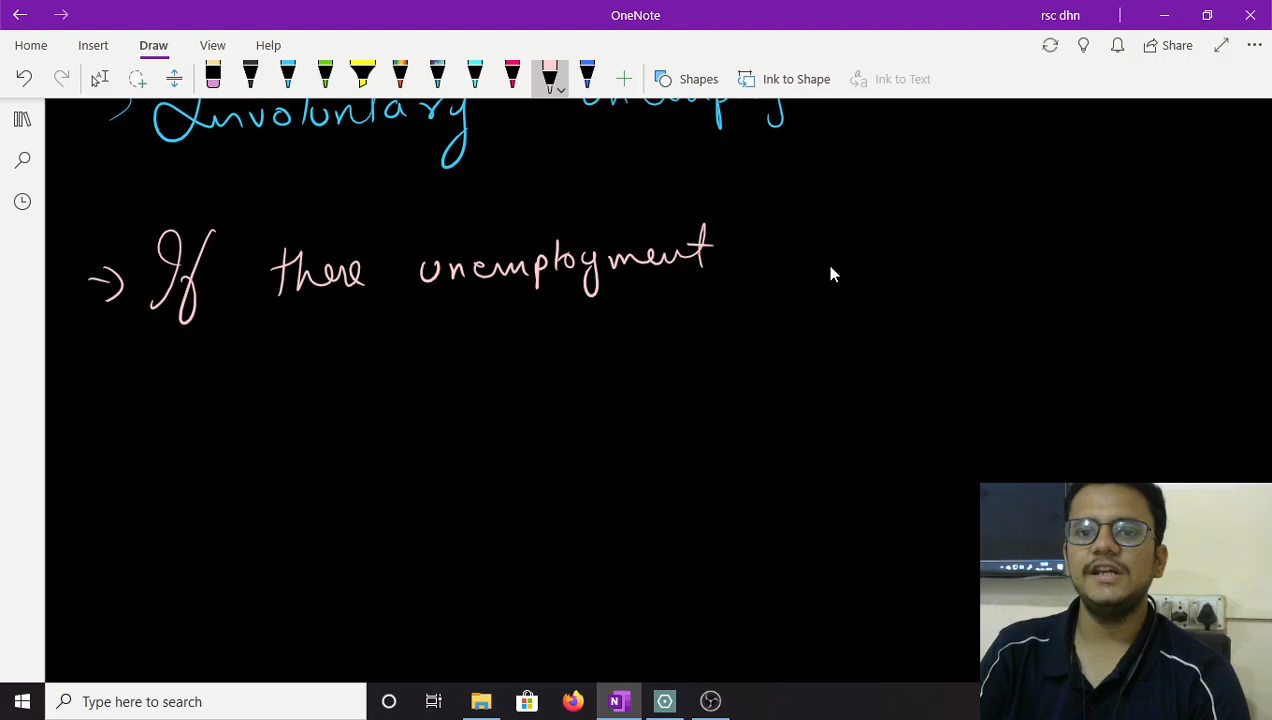 OneNote
rsc dhn
Home Insert Draw View Help
Share
Shapes Ink to Shape Ink to Text
Involuntary unemploy
⇒ If there unemployment
Type here to search